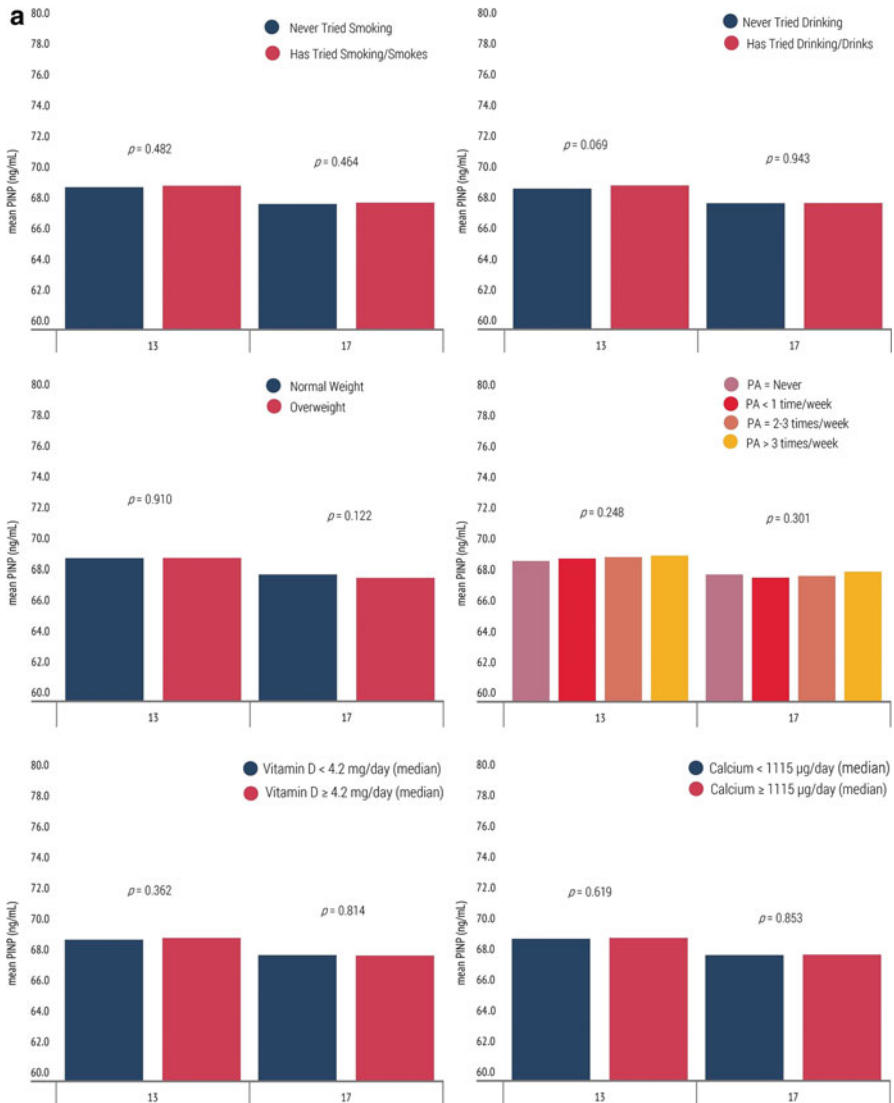 a
80.0
78.0
76.0
74.0
72.0
70.0
68.0
66.0
64.0
62.0
60.0
mean PINP (ng/mL)
Never Tried Smoking
Has Tried Smoking/Smokes
p = 0.482
p = 0.464
13
17
80.0
78.0
76.0
74.0
72.0
70.0
68.0
66.0
64.0
62.0
60.0
mean PINP (ng/mL)
Never Tried Drinking
Has Tried Drinking/Drinks
p = 0.069
p = 0.943
13
17
80.0
78.0
76.0
74.0
72.0
70.0
68.0
66.0
64.0
62.0
60.0
mean PINP (ng/mL)
Normal Weight
Overweight
p = 0.910
p = 0.122
13
17
80.0
78.0
76.0
74.0
72.0
70.0
68.0
66.0
64.0
62.0
60.0
mean PINP (ng/mL)
PA = Never
PA < 1 time/week
PA = 2-3 times/week
PA > 3 times/week
p = 0.248
p = 0.301
13
17
80.0
78.0
76.0
74.0
72.0
70.0
68.0
66.0
64.0
62.0
60.0
mean PINP (ng/mL)
Vitamin D < 4.2 mg/day (median)
Vitamin D ≥ 4.2 mg/day (median)
p = 0.362
p = 0.814
13
17
80.0
78.0
76.0
74.0
72.0
70.0
68.0
66.0
64.0
62.0
60.0
mean PINP (ng/mL)
Calcium < 1115 µg/day (median)
Calcium ≥ 1115 µg/day (median)
p = 0.619
p = 0.853
13
17